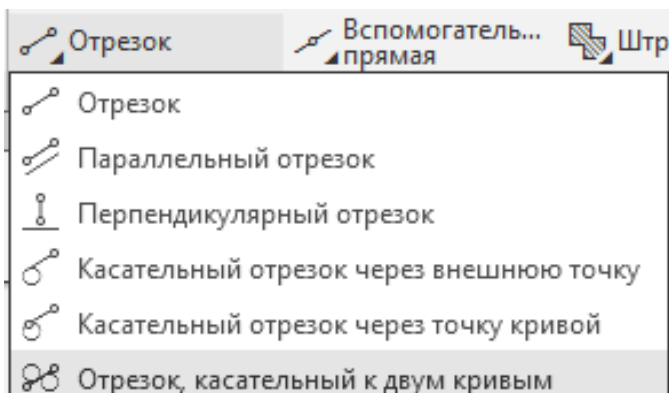 Отрезок
Вспомогатель...
прямая
Штр
Отрезок
Параллельный отрезок
Перпендикулярный отрезок
Касательный отрезок через внешнюю точку
Касательный отрезок через точку кривой
Отрезок, касательный к двум кривым